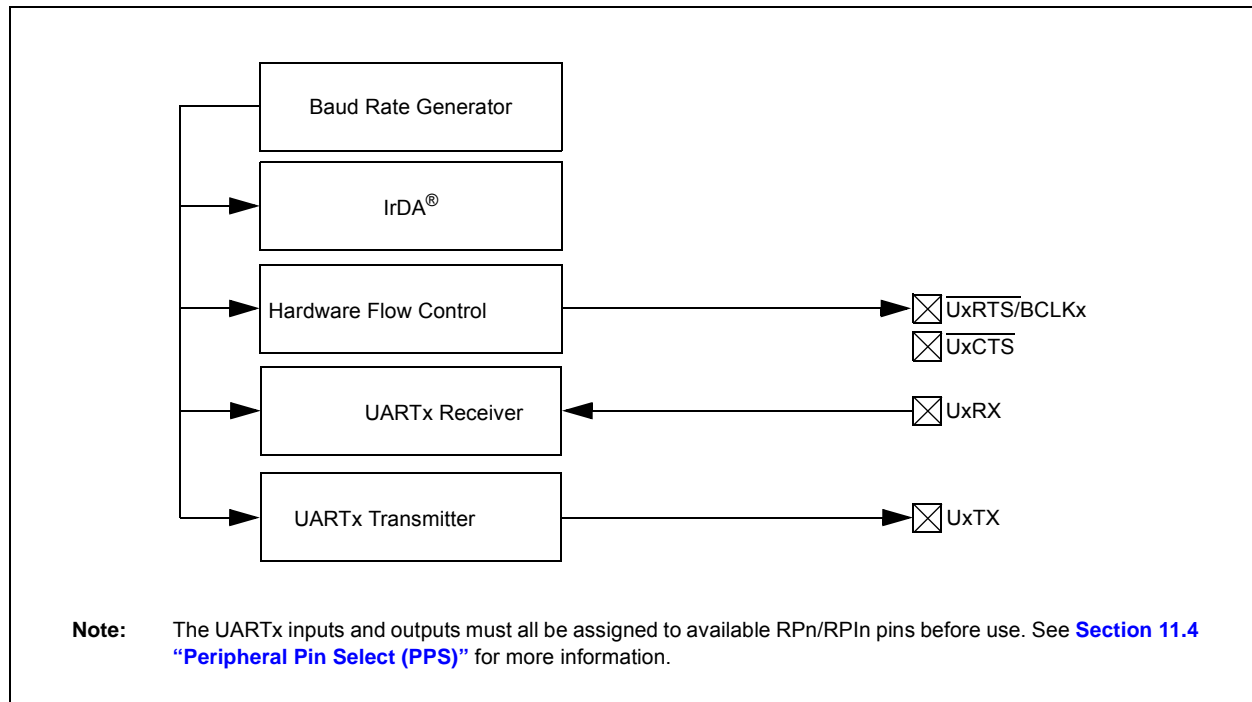 Baud Rate Generator
IrDA®
Hardware Flow Control
UxRTS/BCLKx
UxCTS
UARTx Receiver
UxRX
UARTx Transmitter
UxTX
Note: The UARTx inputs and outputs must all be assigned to available RPn/RPIn pins before use. See Section 11.4
“Peripheral Pin Select (PPS)” for more information.